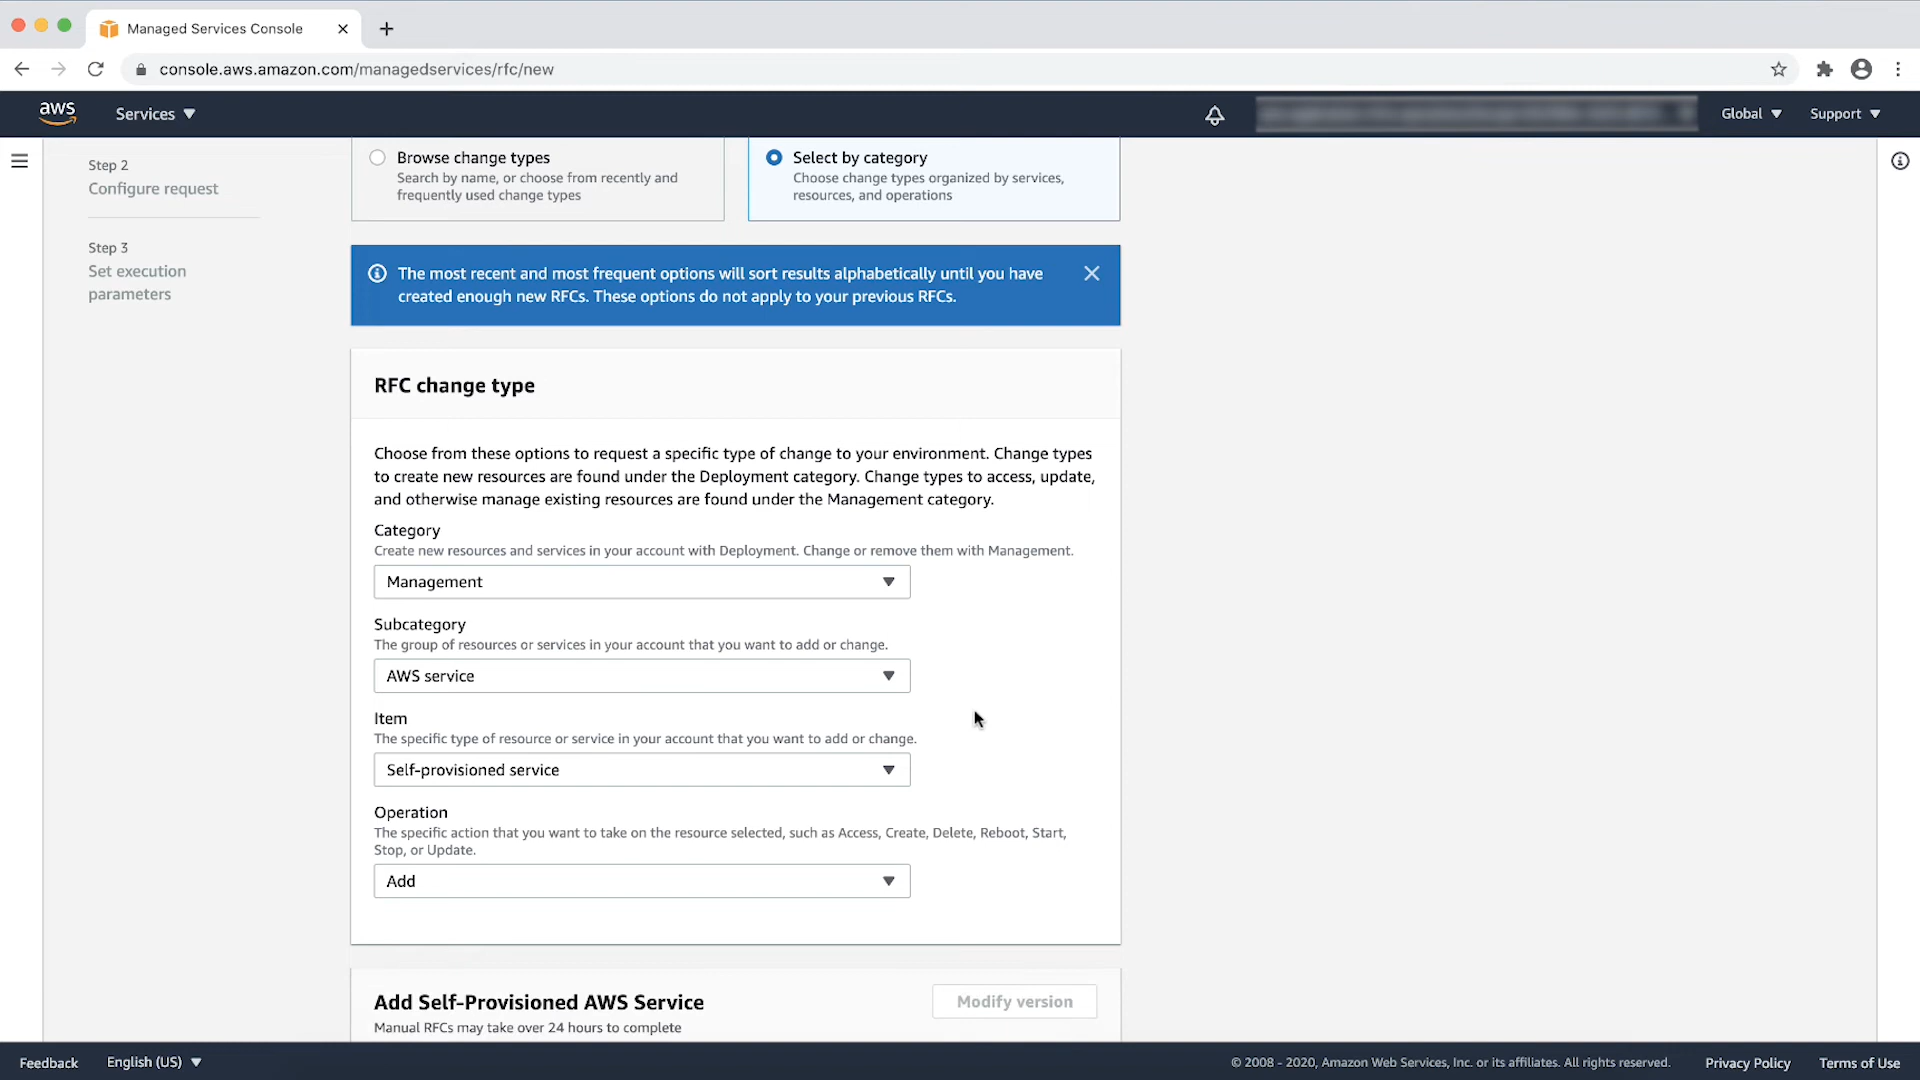 Managed Services Console
console.aws.amazon.com/managedservices/rfc/new
aws
Services
Global
Support
Step 2
Configure request
Step 3
Set execution
parameters
Browse change types
Search by name, or choose from recently and
frequently used change types
Select by category
Choose change types organized by services,
resources, and operations
The most recent and most frequent options will sort results alphabetically until you have
created enough new RFCs. These options do not apply to your previous RFCs.
RFC change type
Choose from these options to request a specific type of change to your environment. Change types
to create new resources are found under the Deployment category. Change types to access, update,
and otherwise manage existing resources are found under the Management category.
Category
Create new resources and services in your account with Deployment. Change or remove them with Management.
Management
Subcategory
The group of resources or services in your account that you want to add or change.
AWS service
Item
The specific type of resource or service in your account that you want to add or change.
Self-provisioned service
Operation
The specific action that you want to take on the resource selected, such as Access, Create, Delete, Reboot, Start,
Stop, or Update.
Add
Add Self-Provisioned AWS Service
Modify version
Manual RFCs may take over 24 hours to complete
Feedback
English (US)
© 2008 - 2020, Amazon Web Services, Inc. or its affiliates. All rights reserved.
Privacy Policy
Terms of Use